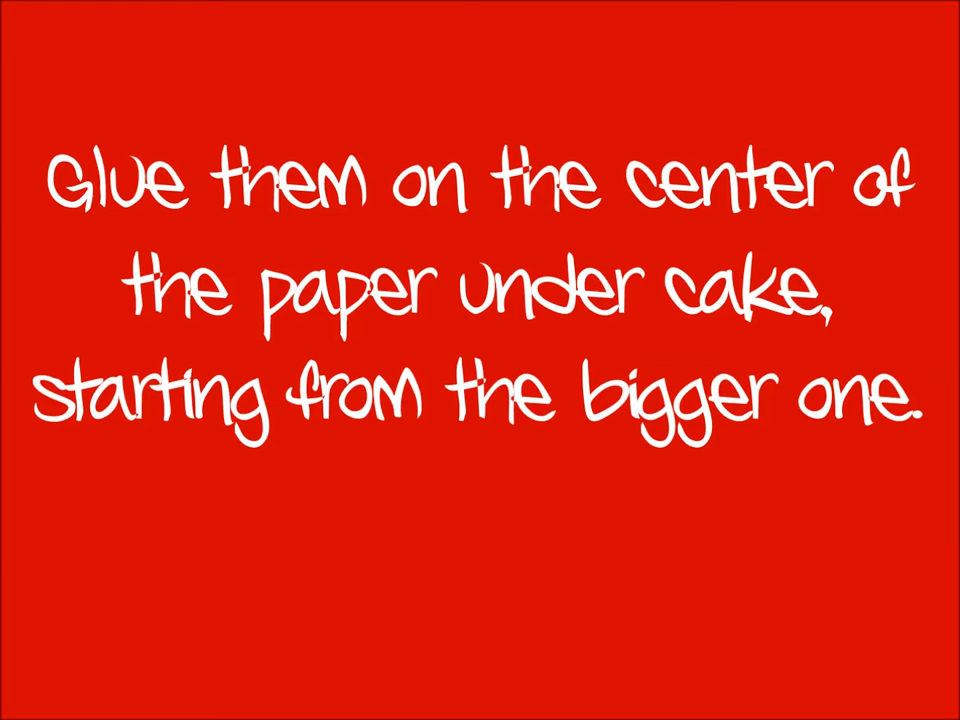 Glue them on the center of
the paper under cake,
starting from the bigger one.